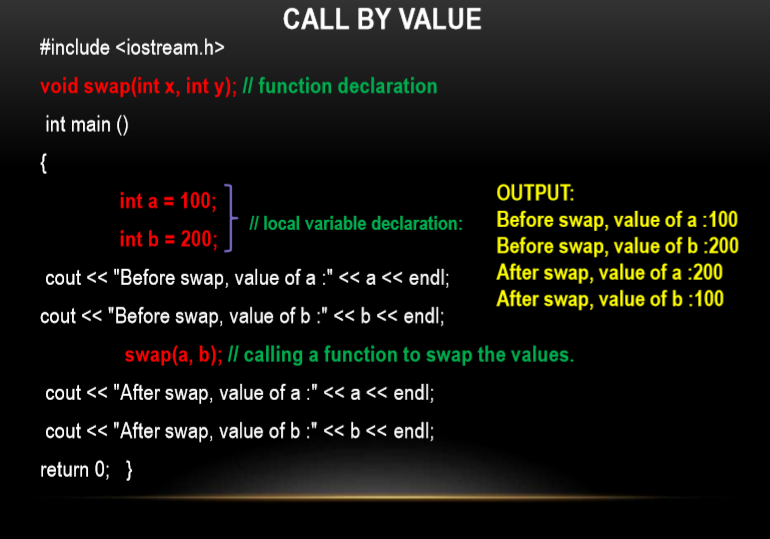 CALL BY VALUE
#include <iostream.h>
void swap(int x, int y); // function declaration
int main ()
{
int a = 100;
int b = 200;
// local variable declaration:
cout << "Before swap, value of a :" << a << endl;
cout << "Before swap, value of b :" << b << endl;
swap(a, b); // calling a function to swap the values.
cout << "After swap, value of a :" << a << endl;
cout << "After swap, value of b :" << b << endl;
return 0; }
OUTPUT:
Before swap, value of a :100
Before swap, value of b :200
After swap, value of a :200
After swap, value of b :100